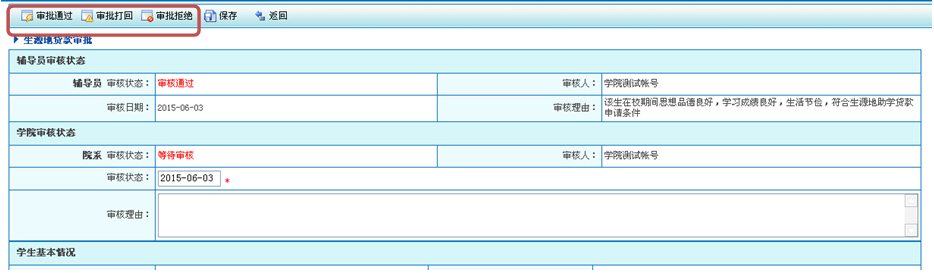 审批通过 审批打回 审批拒绝 保存 返回
生源地贷款审批
辅导员审核状态
辅导员 审核状态： 审核通过 审核人： 学院测试帐号
审核日期： 2015-06-03 审核理由： 该生在校期间思想品德良好，学习成绩良好，生活节俭，符合生源地助学贷款
申请条件
学院审核状态
院系 审核状态： 等待审核 审核人： 学院测试帐号
审核状态： 2015-06-03 *
审核理由：
学生基本情况